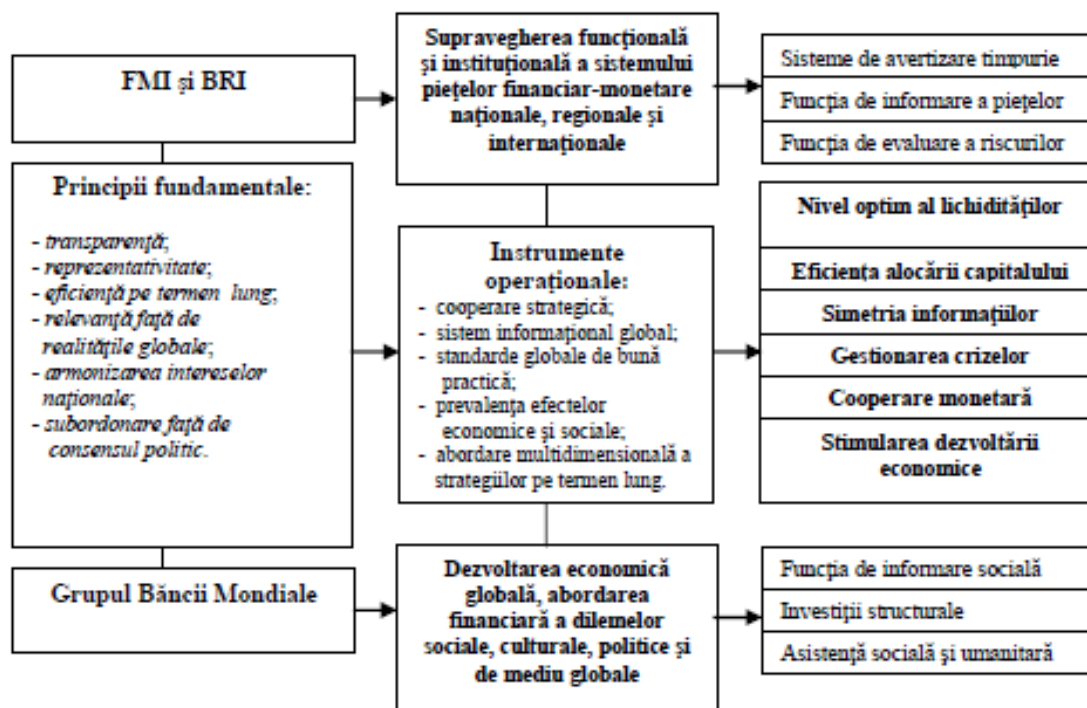 FMI și BRI
Supravegherea funcțională
și instituțională a sistemului
piețelor financiar-monetare
naționale, regionale și
internaționale
Sisteme de avertizare timpurie
Funcția de informare a piețelor
Funcția de evaluare a riscurilor
Principii fundamentale:
- transparență;
- reprezentativitate;
- eficiență pe termen lung;
- relevanță față de
realitățile globale;
- armonizarea intereselor
naționale;
- subordonare față de
consensul politic.
Instrumente
operaționale:
- cooperare strategică;
- sistem informațional global;
- standarde globale de bună
practică;
- prevalența efectelor
economice și sociale;
- abordare multidimensională a
strategiilor pe termen lung.
Nivel optim al lichidităților
Eficiența alocării capitalului
Simetria informațiilor
Gestionarea crizelor
Cooperare monetară
Stimularea dezvoltării
economice
Grupul Băncii Mondiale
Dezvoltarea economică
globală, abordarea
financiară a dilemelor
sociale, culturale, politice și
de mediu globale
Funcția de informare socială
Investiții structurale
Asistență socială și umanitară